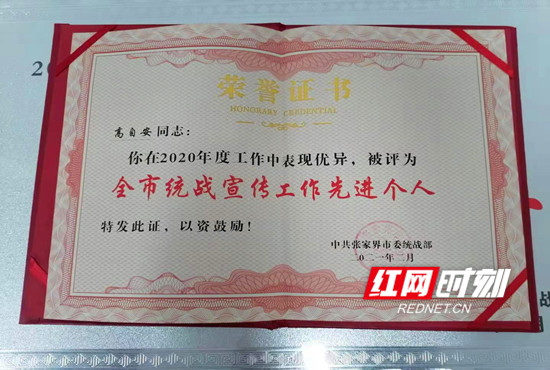 荣誉证书
HONORARY CREDENTIAL
高自安同志：
你在2020年度工作中表现优异，被评为
全市统战宣传工作先进个人
特发此证，以资鼓励！
中共张家界市委统战部
二〇二一年二月
红网时刻
REDNET.CN
20
战